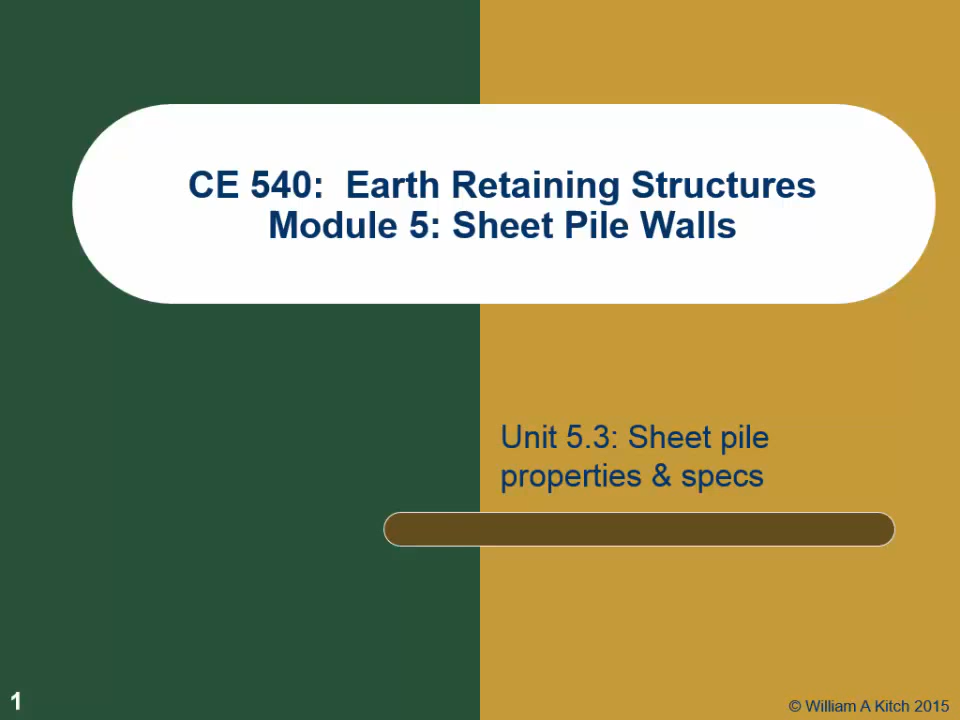 CE 540:  Earth Retaining Structures
Module 5: Sheet Pile Walls
Unit 5.3: Sheet pile
properties & specs
1
© William A Kitch 2015